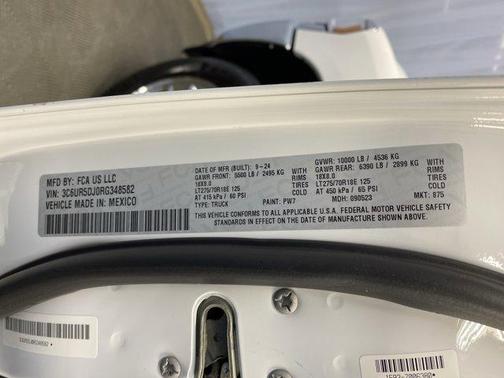 MFD BY: FCA US LLC
VIN: 3C6UR5DJ0RG348582
VEHICLE MADE IN: MEXICO
DATE OF MFR (BUILT): 9-24
GAWR FRONT: 5500 LB / 2495 KG
18X8.0
LT275/70R18E 125
AT 415 kPa / 60 PSI
TYPE: TRUCK
WITH
RIMS
TIRES
COLD
PAINT: PW7
GVWR: 10000 LB / 4536 KG
GAWR REAR: 6390 LB / 2899 KG
18X8.0
LT275/70R18E 125
AT 450 kPa / 65 PSI
MDH: 090523
WITH
RIMS
TIRES
COLD
MKT: 875
THIS VEHICLE CONFORMS TO ALL APPLICABLE U.S.A. FEDERAL MOTOR VEHICLE SAFETY
STANDARDS IN EFFECT ON THE DATE OF MANUFACTURE SHOWN ABOVE.